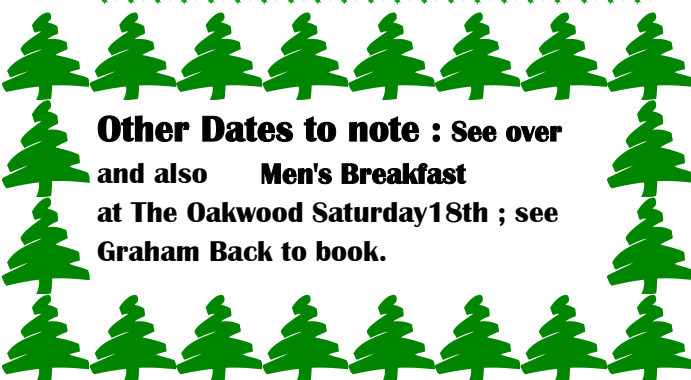 Other Dates to note : See over
and also Men's Breakfast
at The Oakwood Saturday18th ; see
Graham Back to book.